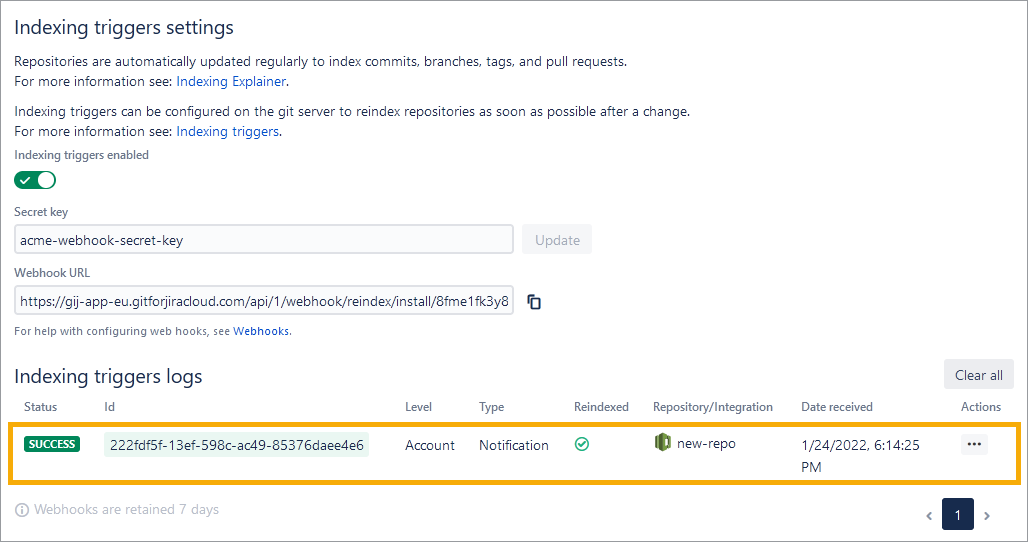 Indexing triggers settings
Repositories are automatically updated regularly to index commits, branches, tags, and pull requests.
For more information see: Indexing Explainer.
Indexing triggers can be configured on the git server to reindex repositories as soon as possible after a change.
For more information see: Indexing triggers.
Indexing triggers enabled
Secret key
acme-webhook-secret-key Update
Webhook URL
https://gij-app-eu.gitforjiracloud.com/api/1/webhook/reindex/install/8fme1fk3y8
For help with configuring web hooks, see Webhooks.
Indexing triggers logs Clear all
Status Id Level Type Reindexed Repository/Integration Date received Actions
SUCCESS 222fdf5f-13ef-598c-ac49-85376daee4e6 Account Notification new-repo 1/24/2022, 6:14:25
PM
Webhooks are retained 7 days
‹ 1 ›